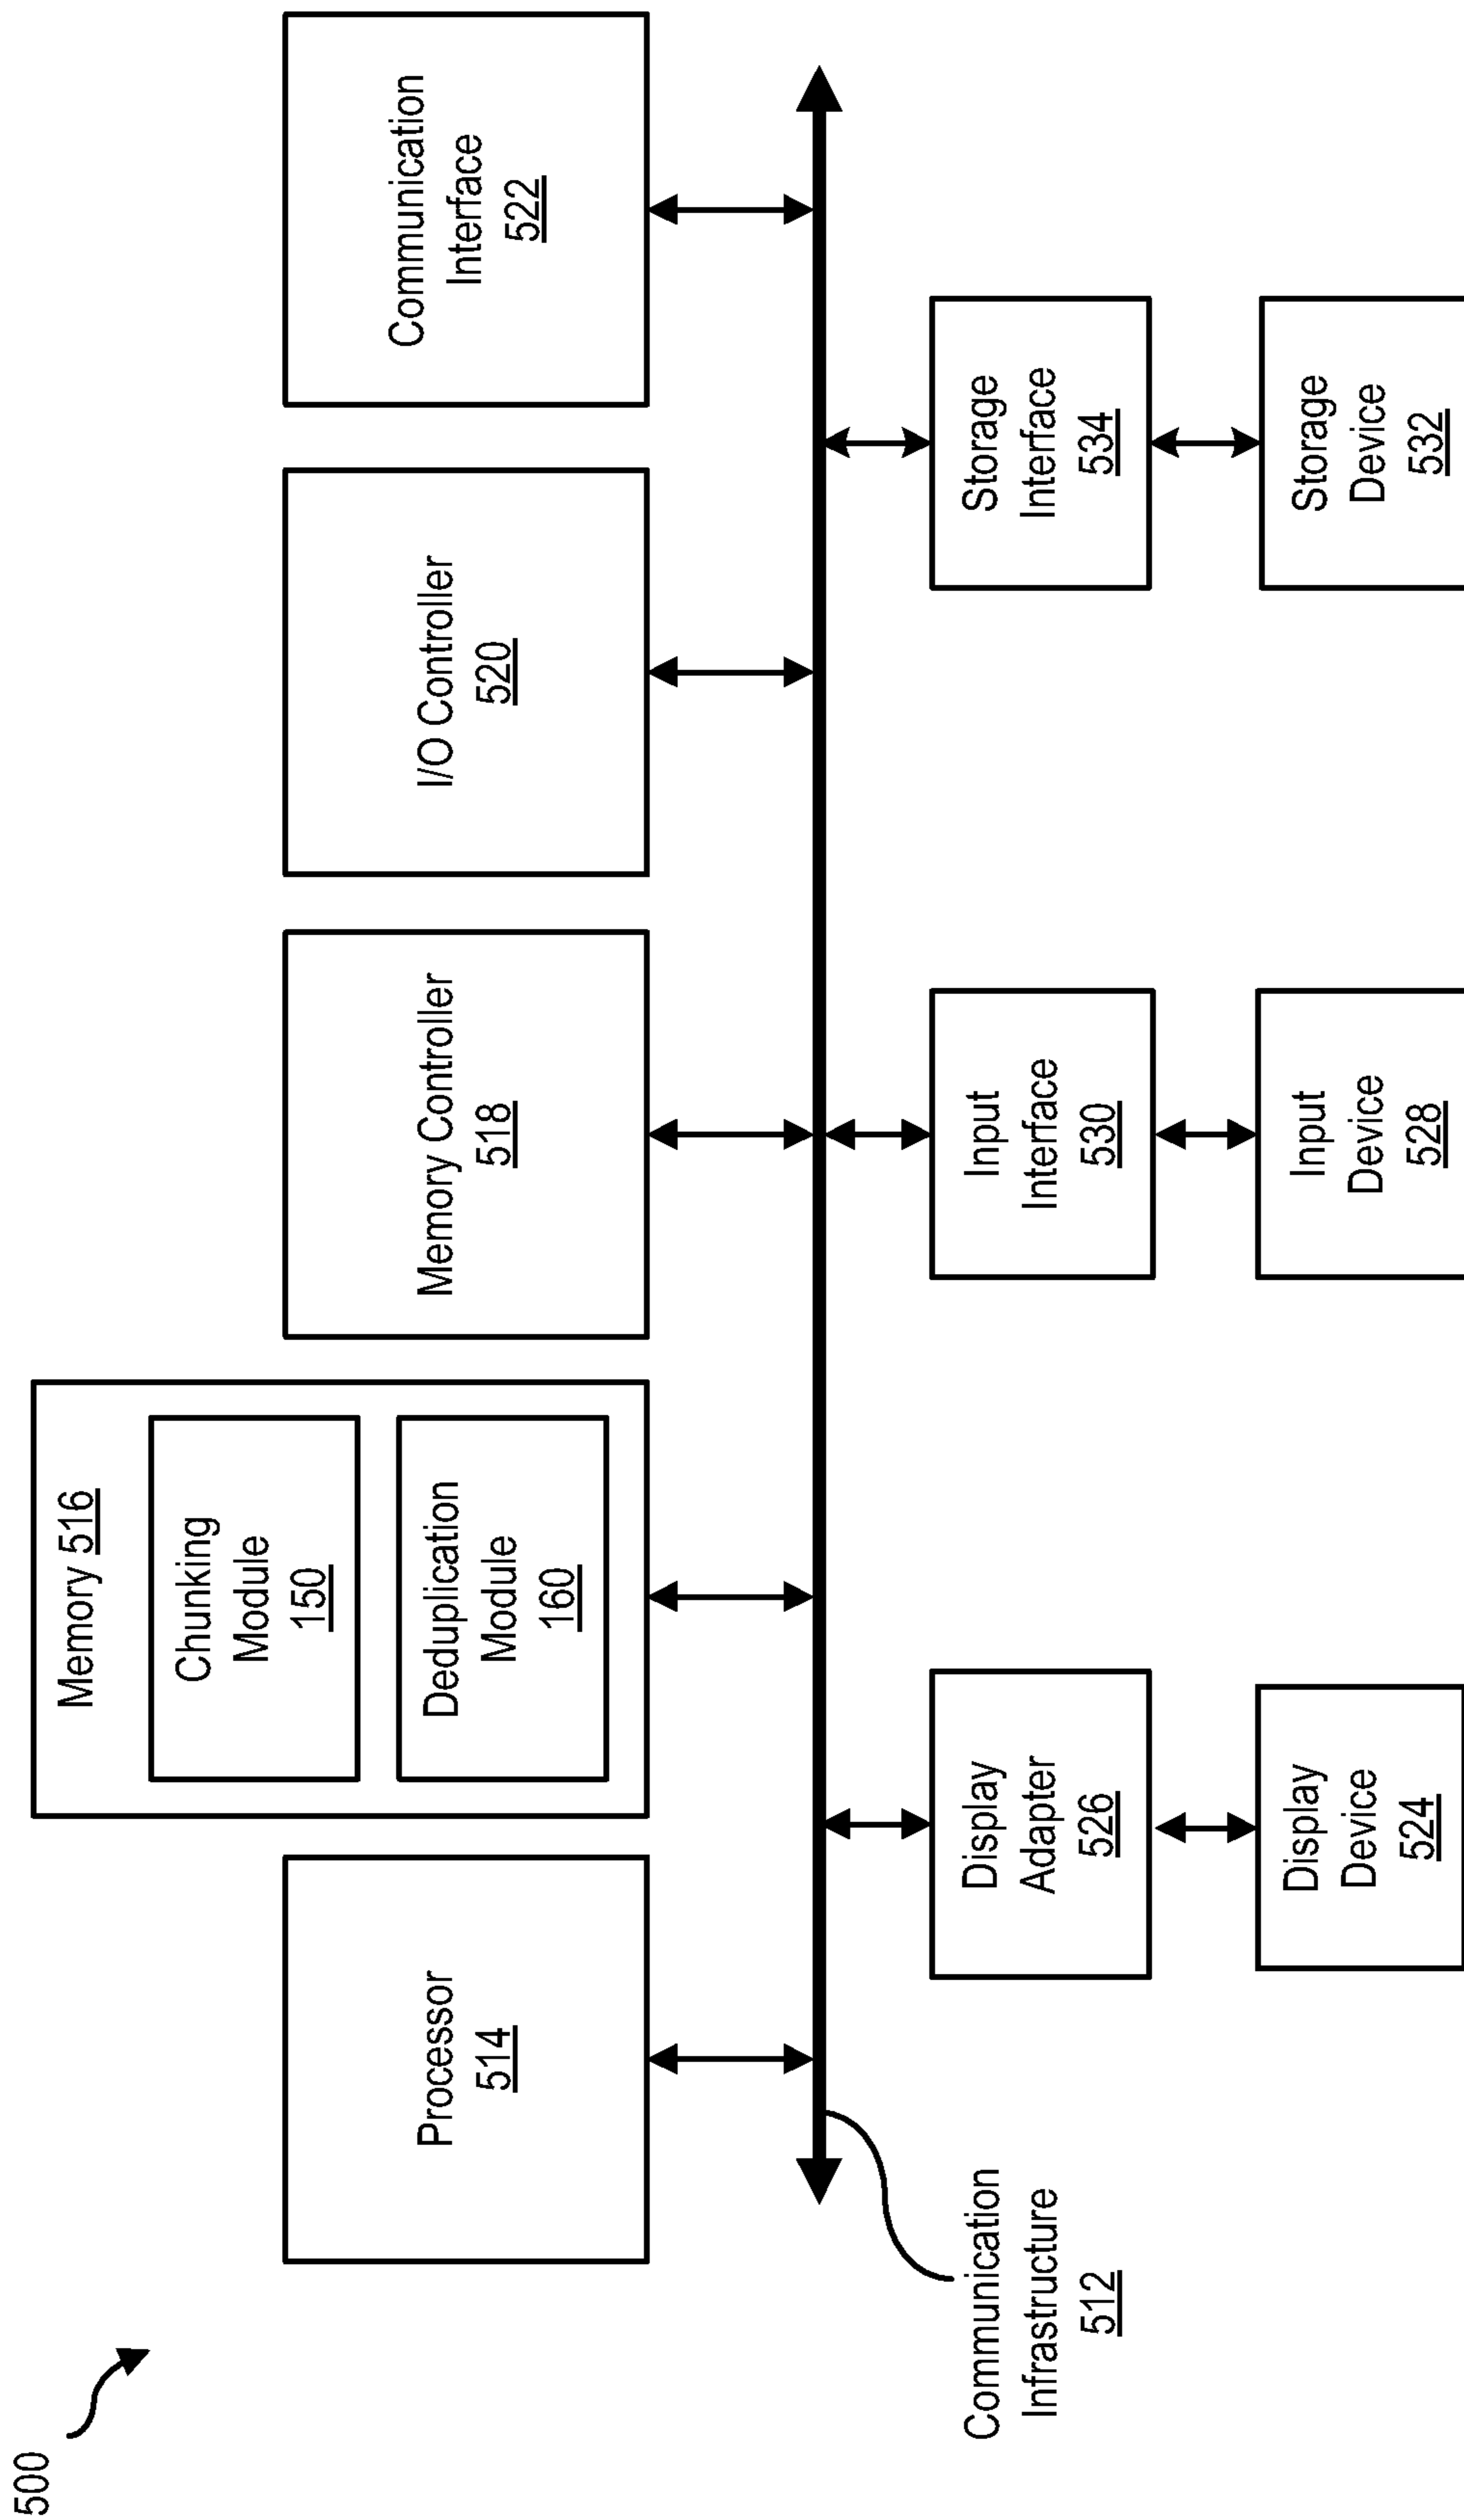 500
Memory 516
Chunking
Module
150
Deduplication
Module
160
Processor
514
Memory Controller
518
I/O Controller
520
Communication
Interface
522
Communication
Infrastructure
512
Display
Adapter
526
Input
Interface
530
Storage
Interface
534
Display
Device
524
Input
Device
528
Storage
Device
532